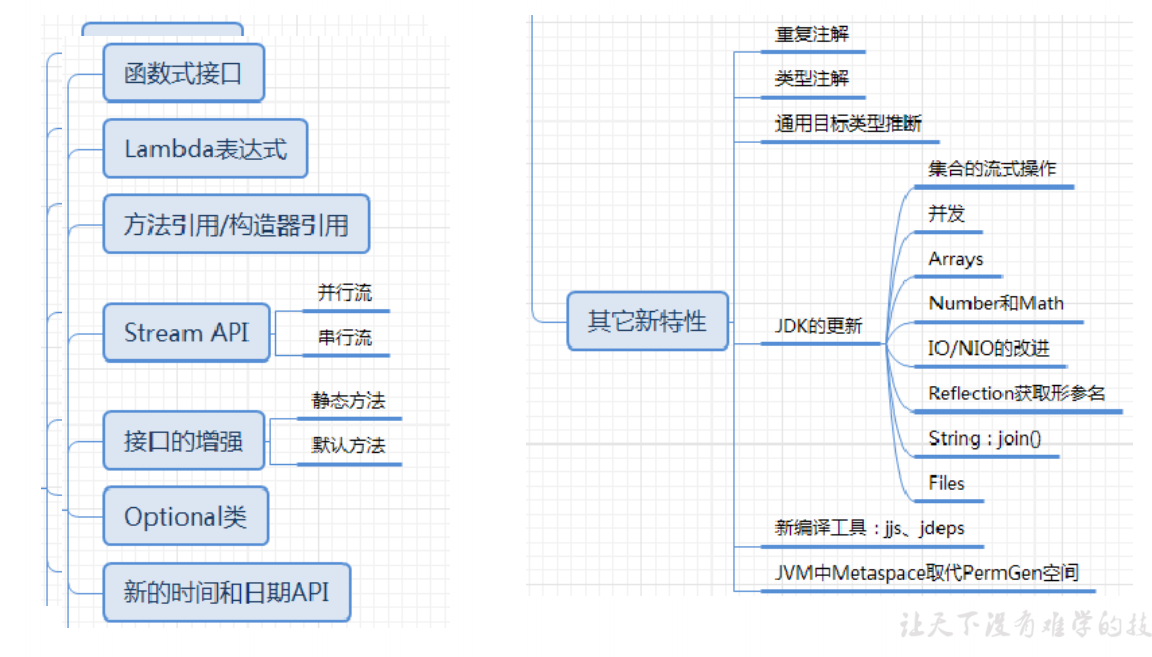 函数式接口
Lambda表达式
方法引用/构造器引用
Stream API
并行流
串行流
接口的增强
静态方法
默认方法
Optional类
新的时间和日期API
其它新特性
重复注解
类型注解
通用目标类型推断
JDK的更新
集合的流式操作
并发
Arrays
Number和Math
IO/NIO的改进
Reflection获取形参名
String：join()
Files
新编译工具：jjs、jdeps
JVM中Metaspace取代PermGen空间
让天下没有难学的技